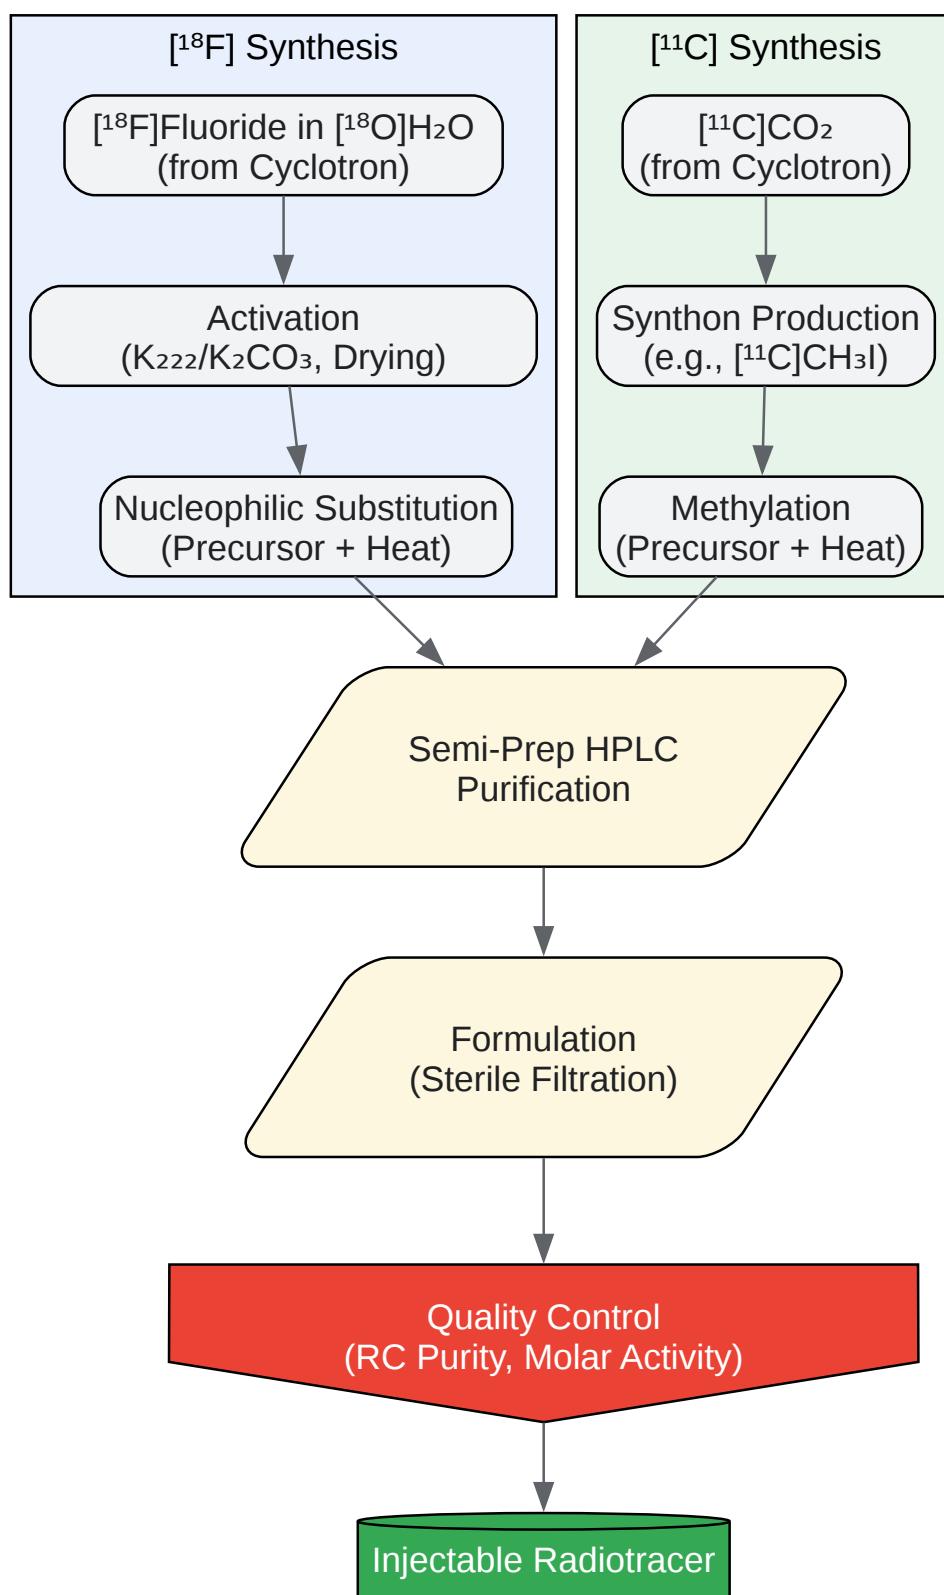 [¹⁸F] Synthesis
[¹⁸F]Fluoride in [¹⁸O]H₂O
(from Cyclotron)
Activation
(K₂₂₂/K₂CO₃, Drying)
Nucleophilic Substitution
(Precursor + Heat)
[¹¹C] Synthesis
[¹¹C]CO₂
(from Cyclotron)
Synthon Production
(e.g., [¹¹C]CH₃I)
Methylation
(Precursor + Heat)
Semi-Prep HPLC
Purification
Formulation
(Sterile Filtration)
Quality Control
(RC Purity, Molar Activity)
Injectable Radiotracer